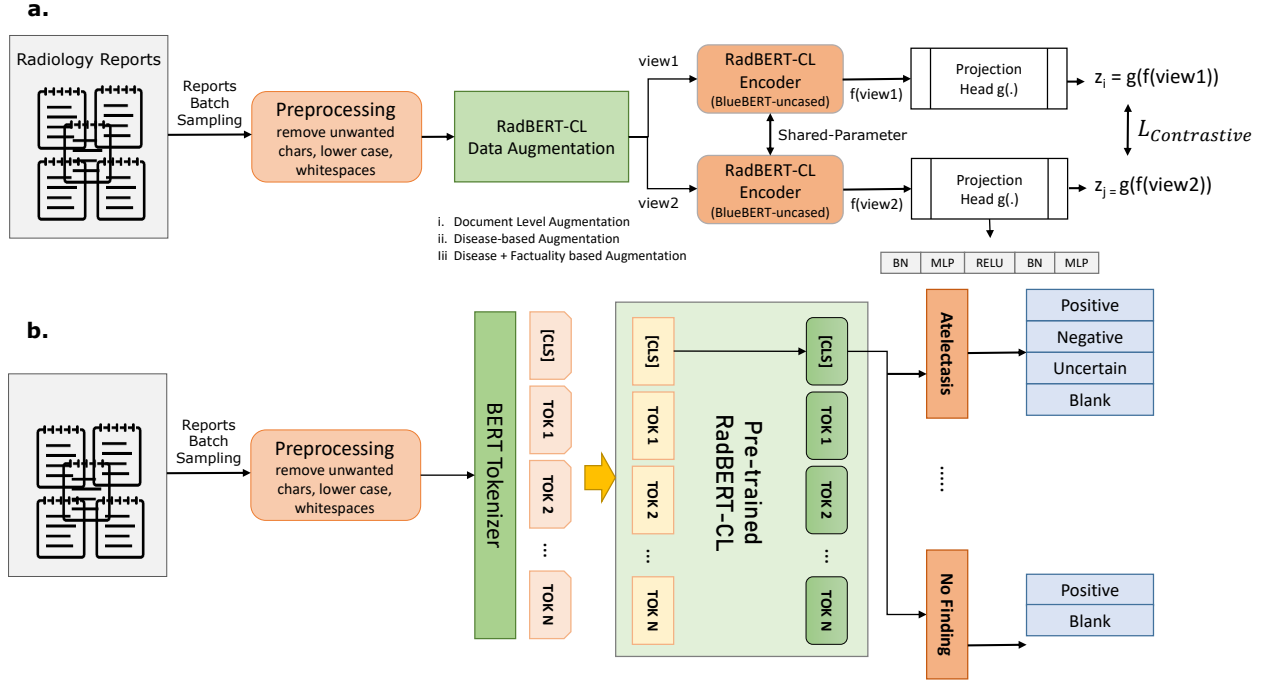 a.
Radiology Reports
Reports
Batch
Sampling
Preprocessing
remove unwanted
chars, lower case,
whitespaces
RadBERT-CL
Data Augmentation
i. Document Level Augmentation
ii. Disease-based Augmentation
Iii Disease + Factuality based Augmentation
view1
view2
RadBERT-CL
Encoder
(BlueBERT-uncased)
Shared-Parameter
RadBERT-CL
Encoder
(BlueBERT-uncased)
f(view1)
f(view2)
Projection
Head g(.)
Projection
Head g(.)
BN MLP RELU BN MLP
z_i = g(f(view1))
L_Contrastive
z_j = g(f(view2))
b.
Reports
Batch
Sampling
Preprocessing
remove unwanted
chars, lower case,
whitespaces
BERT Tokenizer
[CLS]
TOK 1
TOK 2
...
TOK N
[CLS]
TOK 1
TOK 2
...
TOK N
Pre-trained
RadBERT-CL
[CLS]
TOK 1
TOK 2
...
TOK N
Atelectasis
Positive
Negative
Uncertain
Blank
.....
No Finding
Positive
Blank